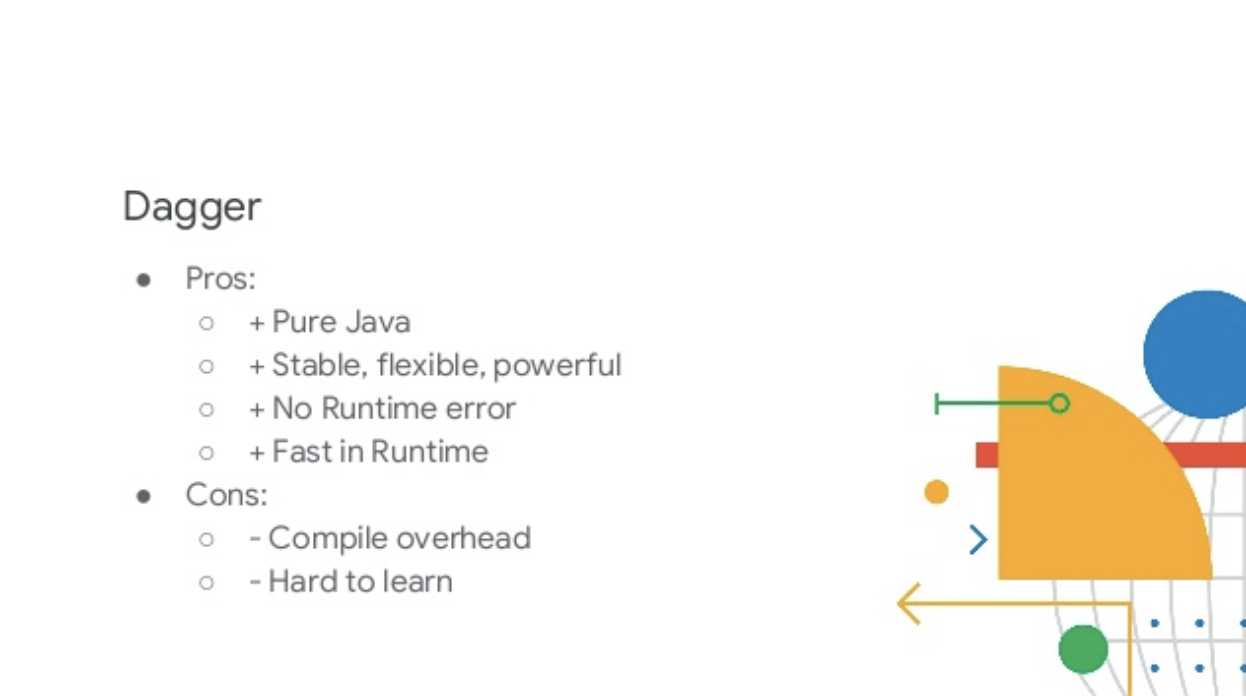 Dagger
● Pros:
○ + Pure Java
○ + Stable, flexible, powerful
○ + No Runtime error
○ + Fast in Runtime
● Cons:
○ - Compile overhead
○ - Hard to learn